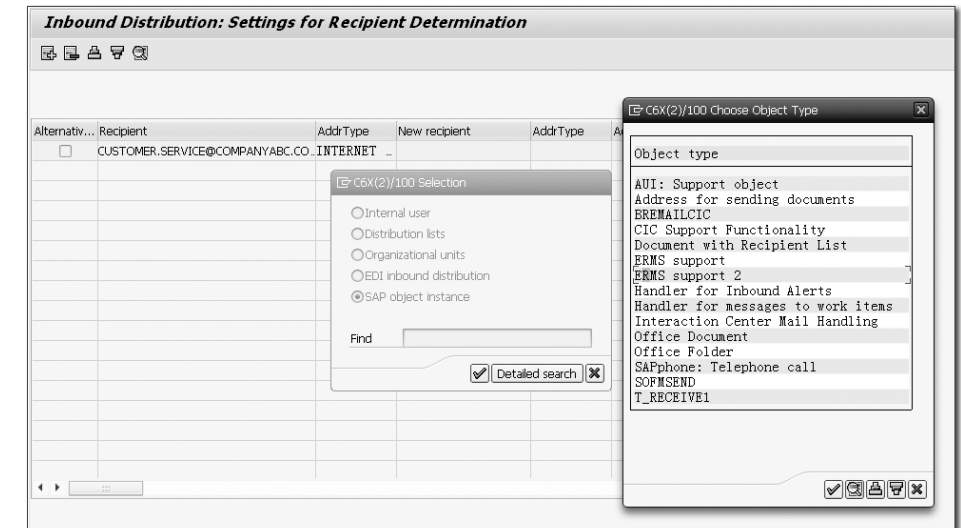 Inbound Distribution: Settings for Recipient Determination
Alternativ... Recipient AddrType New recipient AddrType
CUSTOMER.SERVICE@COMPANYABC.CO.. INTERNET ..
C6X(2)/100 Selection
Internal user
Distribution lists
Organizational units
EDI inbound distribution
SAP object instance
Find
Detailed search
C6X(2)/100 Choose Object Type
Object type
AUI: Support object
Address for sending documents
BREMAILCIC
CIC Support Functionality
Document with Recipient List
ERMS support
ERMS support 2
Handler for Inbound Alerts
Handler for messages to work items
Interaction Center Mail Handling
Office Document
Office Folder
SAPphone: Telephone call
SOFMSEND
T_RECEIVE1